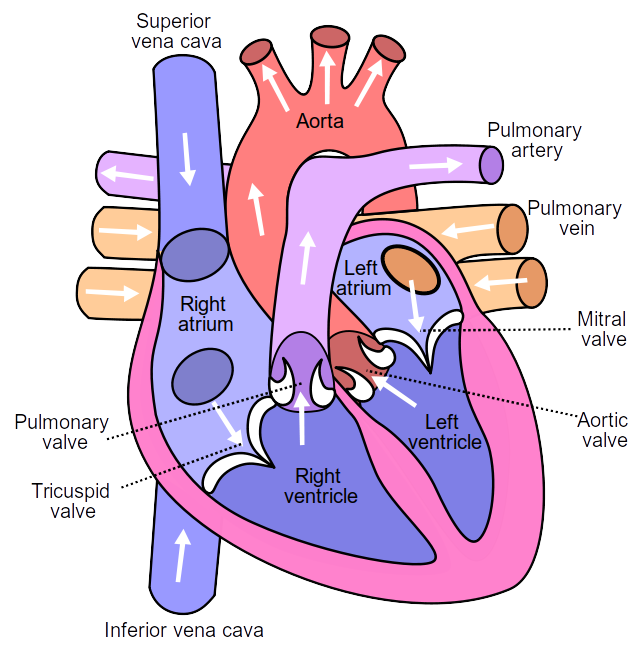 Superior
vena cava
Aorta
Pulmonary
artery
Pulmonary
vein
Left
atrium
Right
atrium
Mitral
valve
Pulmonary
valve
Left
ventricle
Aortic
valve
Tricuspid
valve
Right
ventricle
Inferior vena cava